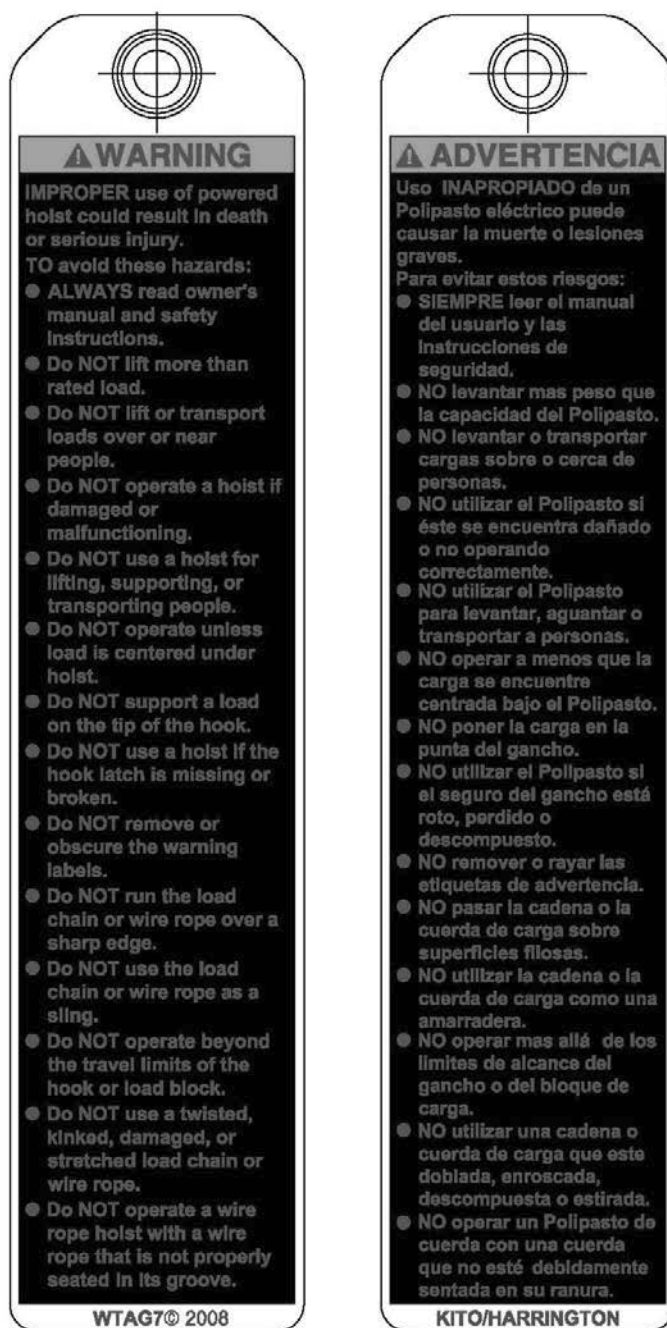 WARNING
IMPROPER use of powered
hoist could result in death
or serious injury.
TO avoid these hazards:
● ALWAYS read owner's
manual and safety
instructions.
● Do NOT lift more than
rated load.
● Do NOT lift or transport
loads over or near
people.
● Do NOT operate a hoist if
damaged or
malfunctioning.
● Do NOT use a hoist for
lifting, supporting, or
transporting people.
● Do NOT operate unless
load is centered under
hoist.
● Do NOT support a load
on the tip of the hook.
● Do NOT use a hoist if the
hook latch is missing or
broken.
● Do NOT remove or
obscure the warning
labels.
● Do NOT run the load
chain or wire rope over a
sharp edge.
● Do NOT use the load
chain or wire rope as a
sling.
● Do NOT operate beyond
the travel limits of the
hook or load block.
● Do NOT use a twisted,
kinked, damaged, or
stretched load chain or
wire rope.
● Do NOT operate a wire
rope hoist with a wire
rope that is not properly
seated in its groove.
WTAG7© 2008
ADVERTENCIA
Uso INAPROPIADO de un
Polipasto eléctrico puede
causar la muerte o lesiones
graves.
Para evitar estos riesgos:
● SIEMPRE leer el manual
del usuario y las
instrucciones de
seguridad.
● NO levantar mas peso que
la capacidad del Polipasto.
● NO levantar o transportar
cargas sobre o cerca de
personas.
● NO utilizar el Polipasto si
éste se encuentra dañado
o no operando
correctamente.
● NO utilizar el Polipasto
para levantar, aguantar o
transportar a personas.
● NO operar a menos que la
carga se encuentre
centrada bajo el Polipasto.
● NO poner la carga en la
punta del gancho.
● NO utilizar el Polipasto si
el seguro del gancho está
roto, perdido o
descompuesto.
● NO remover o rayar las
etiquetas de advertencia.
● NO pasar la cadena o la
cuerda de carga sobre
superficies filosas.
● NO utilizar la cadena o la
cuerda de carga como una
amarradera.
● NO operar mas allá de los
limites de alcance del
gancho o del bloque de
carga.
● NO utilizar una cadena o
cuerda de carga que este
doblada, enroscada,
descompuesta o estirada.
● NO operar un Polipasto de
cuerda con una cuerda
que no esté debidamente
sentada en su ranura.
KITO/HARRINGTON